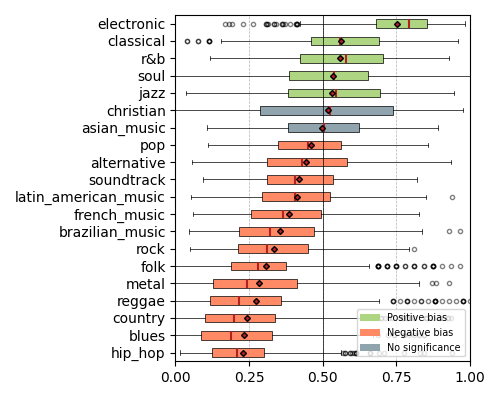 electronic
classical
r&b
soul
jazz
christian
asian_music
pop
alternative
soundtrack
latin_american_music
french_music
brazilian_music
rock
folk
metal
reggae
country
blues
hip_hop
Positive bias
Negative bias
No significance
0.00 0.25 0.50 0.75 1.00